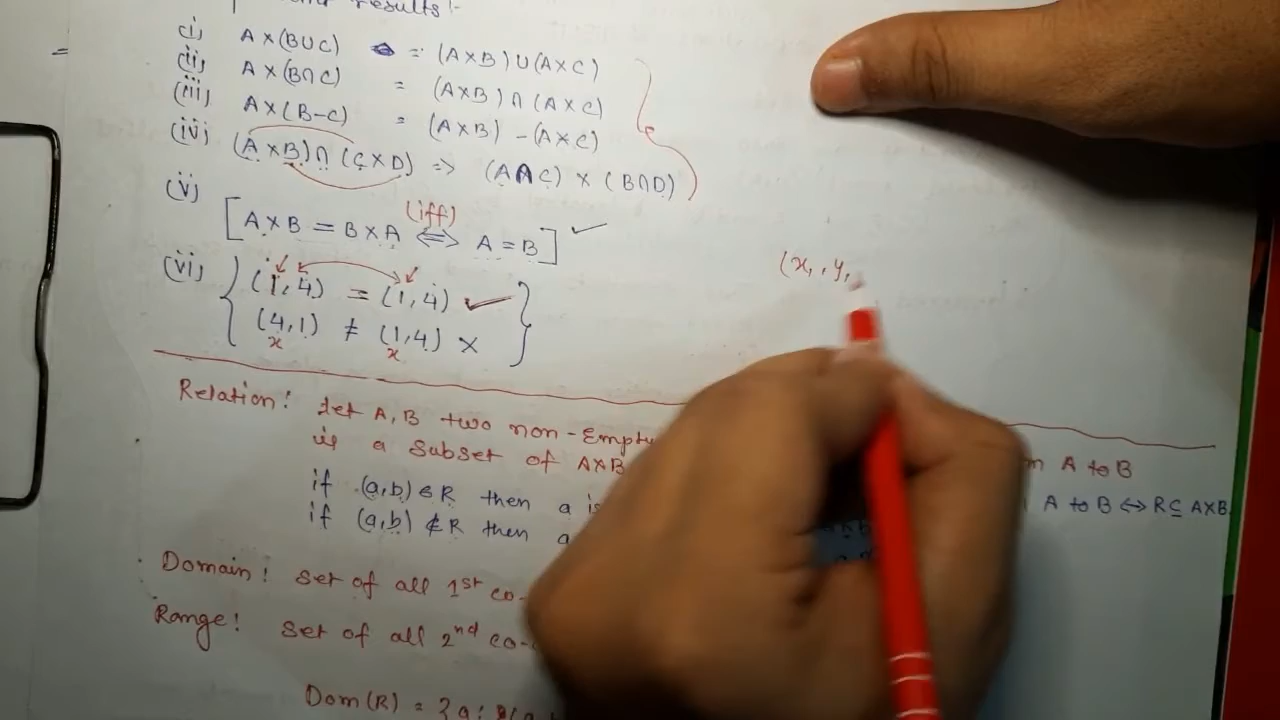 results:-
(i) A×(B∪C) = (A×B)∪(A×C)
(ii) A×(B∩C) = (A×B)∩(A×C)
(iii) A×(B-C) = (A×B)-(A×C)
(iv) (A×B)∩(C×D) => (A∩C)×(B∩D)
(v) [A×B = B×A (iff) ⇔ A=B] ✓
(vi) { (1,4) = (1,4) ✓
(4,1) ≠ (1,4) × }
x x
(x₁, y₁
Relation: Let A, B two non-Empty
A to B
is a subset of A×B
A to B ⇔ R⊆A×B.
if (a,b)∈R then a is
if (a,b)∉R then a
Domain: Set of all 1st co-
Range: Set of all 2nd co-
Dom(R) = {a: